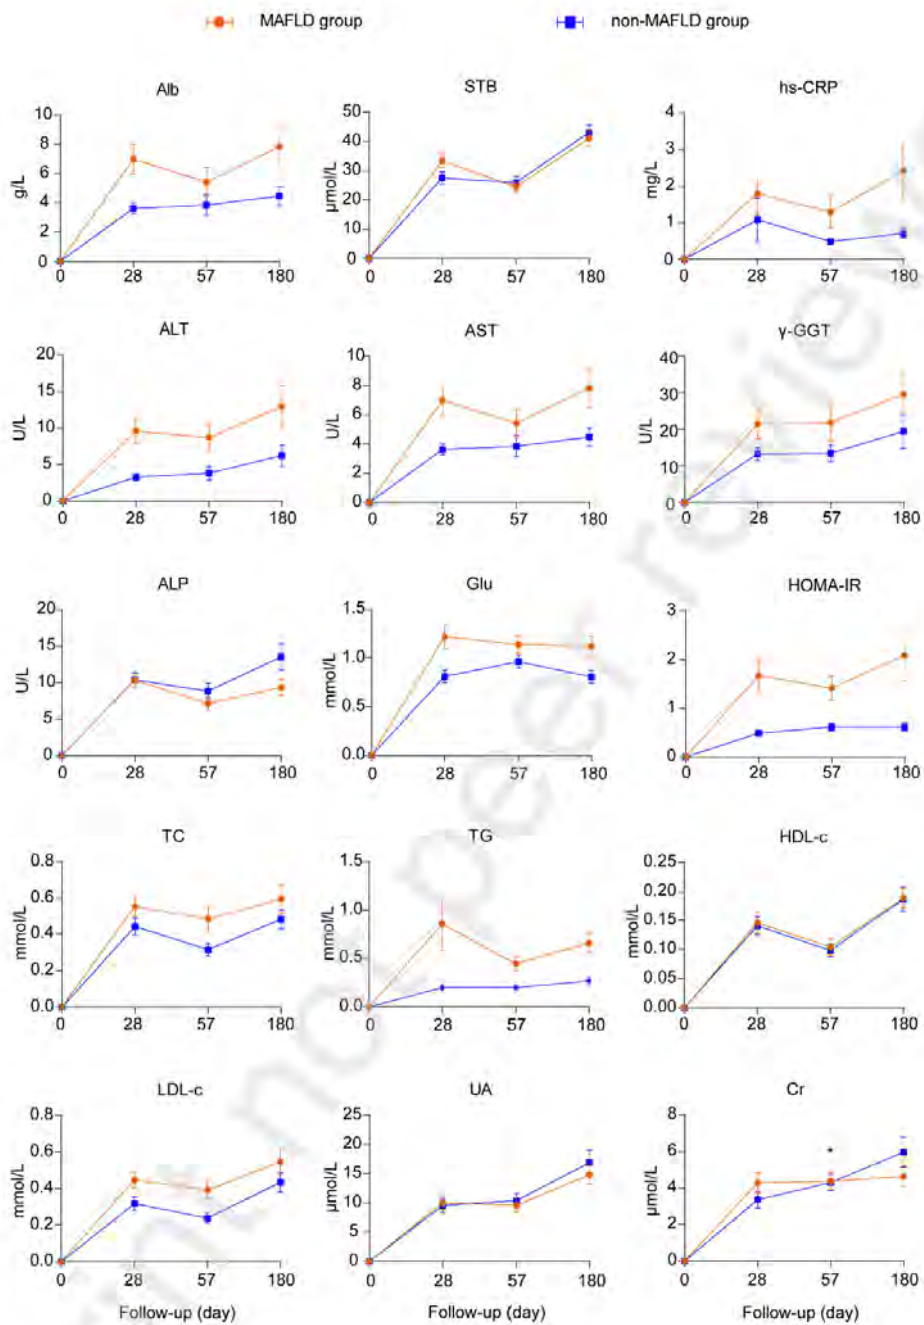 MAFLD group non-MAFLD group
Alb STB hs-CRP
g/L
10
8
6
4
2
0
0 28 57 180
μmol/L
50
40
30
20
10
0
0 28 57 180
mg/L
4
3
2
1
0
0 28 57 180
ALT AST γ-GGT
U/L
20
15
10
5
0
0 28 57 180
U/L
10
8
6
4
2
0
0 28 57 180
U/L
40
30
20
10
0
0 28 57 180
ALP Glu HOMA-IR
U/L
20
15
10
5
0
0 28 57 180
mmol/L
1.5
1.0
0.5
0.0
0 28 57 180
3
2
1
0
0 28 57 180
TC TG HDL-c
mmol/L
0.8
0.6
0.4
0.2
0.0
0 28 57 180
mmol/L
1.5
1.0
0.5
0.0
0 28 57 180
mmol/L
0.25
0.20
0.15
0.10
0.05
0.00
0 28 57 180
LDL-c UA Cr
mmol/L
0.8
0.6
0.4
0.2
0.0
0 28 57 180
μmol/L
25
20
15
10
5
0
0 28 57 180
μmol/L
8
6
4
2
0
*
0 28 57 180
Follow-up (day) Follow-up (day) Follow-up (day)
not peer review